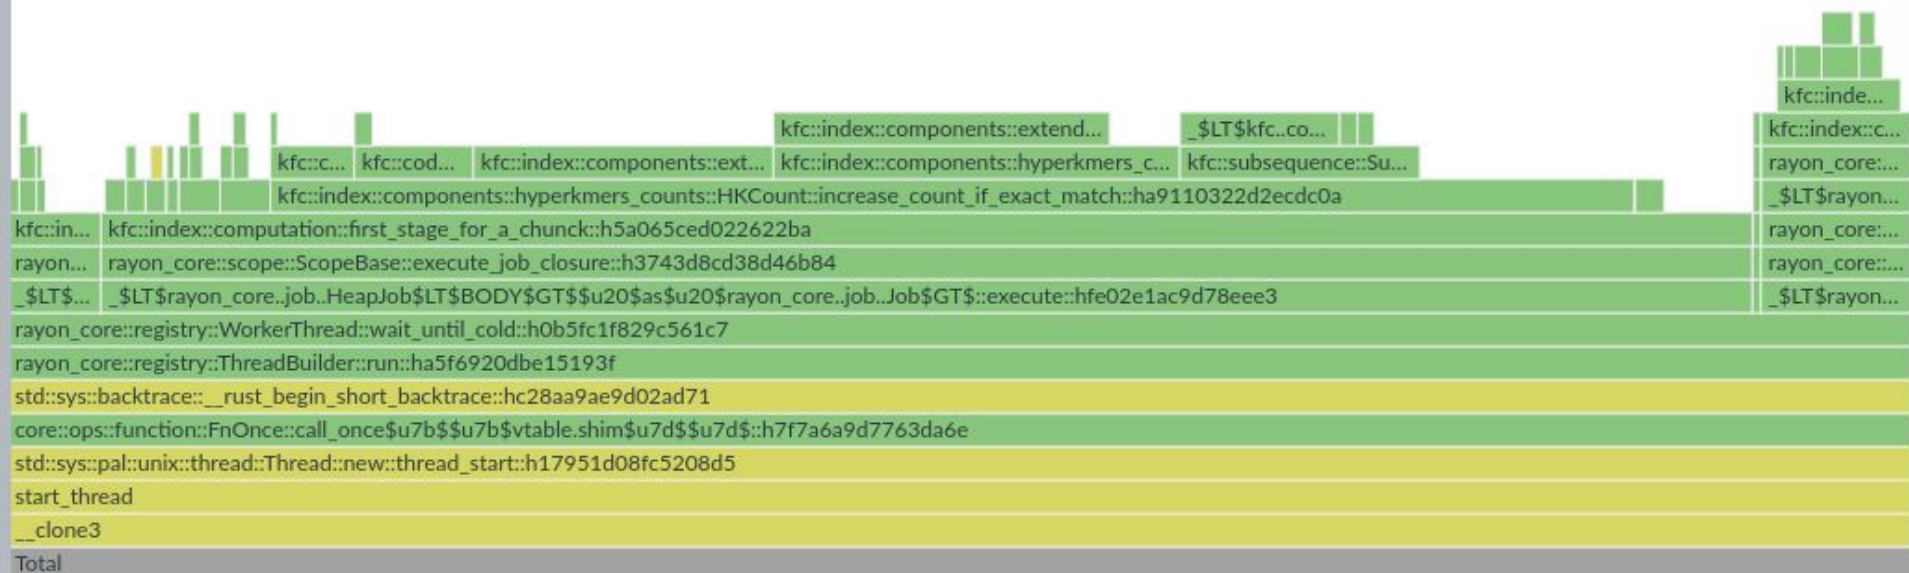 kfc::inde...
kfc::index::components::extend... _$LT$kfc..co... kfc::index::c...
kfc::c... kfc::cod... kfc::index::components::ext... kfc::index::components::hyperkmers_c... kfc::subsequence::Su... rayon_core:...
kfc::index::components::hyperkmers_counts::HKCount::increase_count_if_exact_match::ha9110322d2ecdc0a _$LT$rayon...
kfc::in... kfc::index::computation::first_stage_for_a_chunck::h5a065ced022622ba rayon_core:...
rayon... rayon_core::scope::ScopeBase::execute_job_closure::h3743d8cd38d46b84 rayon_core::...
_$LT$... _$LT$rayon_core..job..HeapJob$LT$BODY$GT$$u20$as$u20$rayon_core..job..Job$GT$::execute::hfe02e1ac9d78eee3 _$LT$rayon...
rayon_core::registry::WorkerThread::wait_until_cold::h0b5fc1f829c561c7
rayon_core::registry::ThreadBuilder::run::ha5f6920dbe15193f
std::sys::backtrace::__rust_begin_short_backtrace::hc28aa9ae9d02ad71
core::ops::function::FnOnce::call_once$u7b$$u7b$vtable.shim$u7d$$u7d$::h7f7a6a9d7763da6e
std::sys::pal::unix::thread::Thread::new::thread_start::h17951d08fc5208d5
start_thread
__clone3
Total